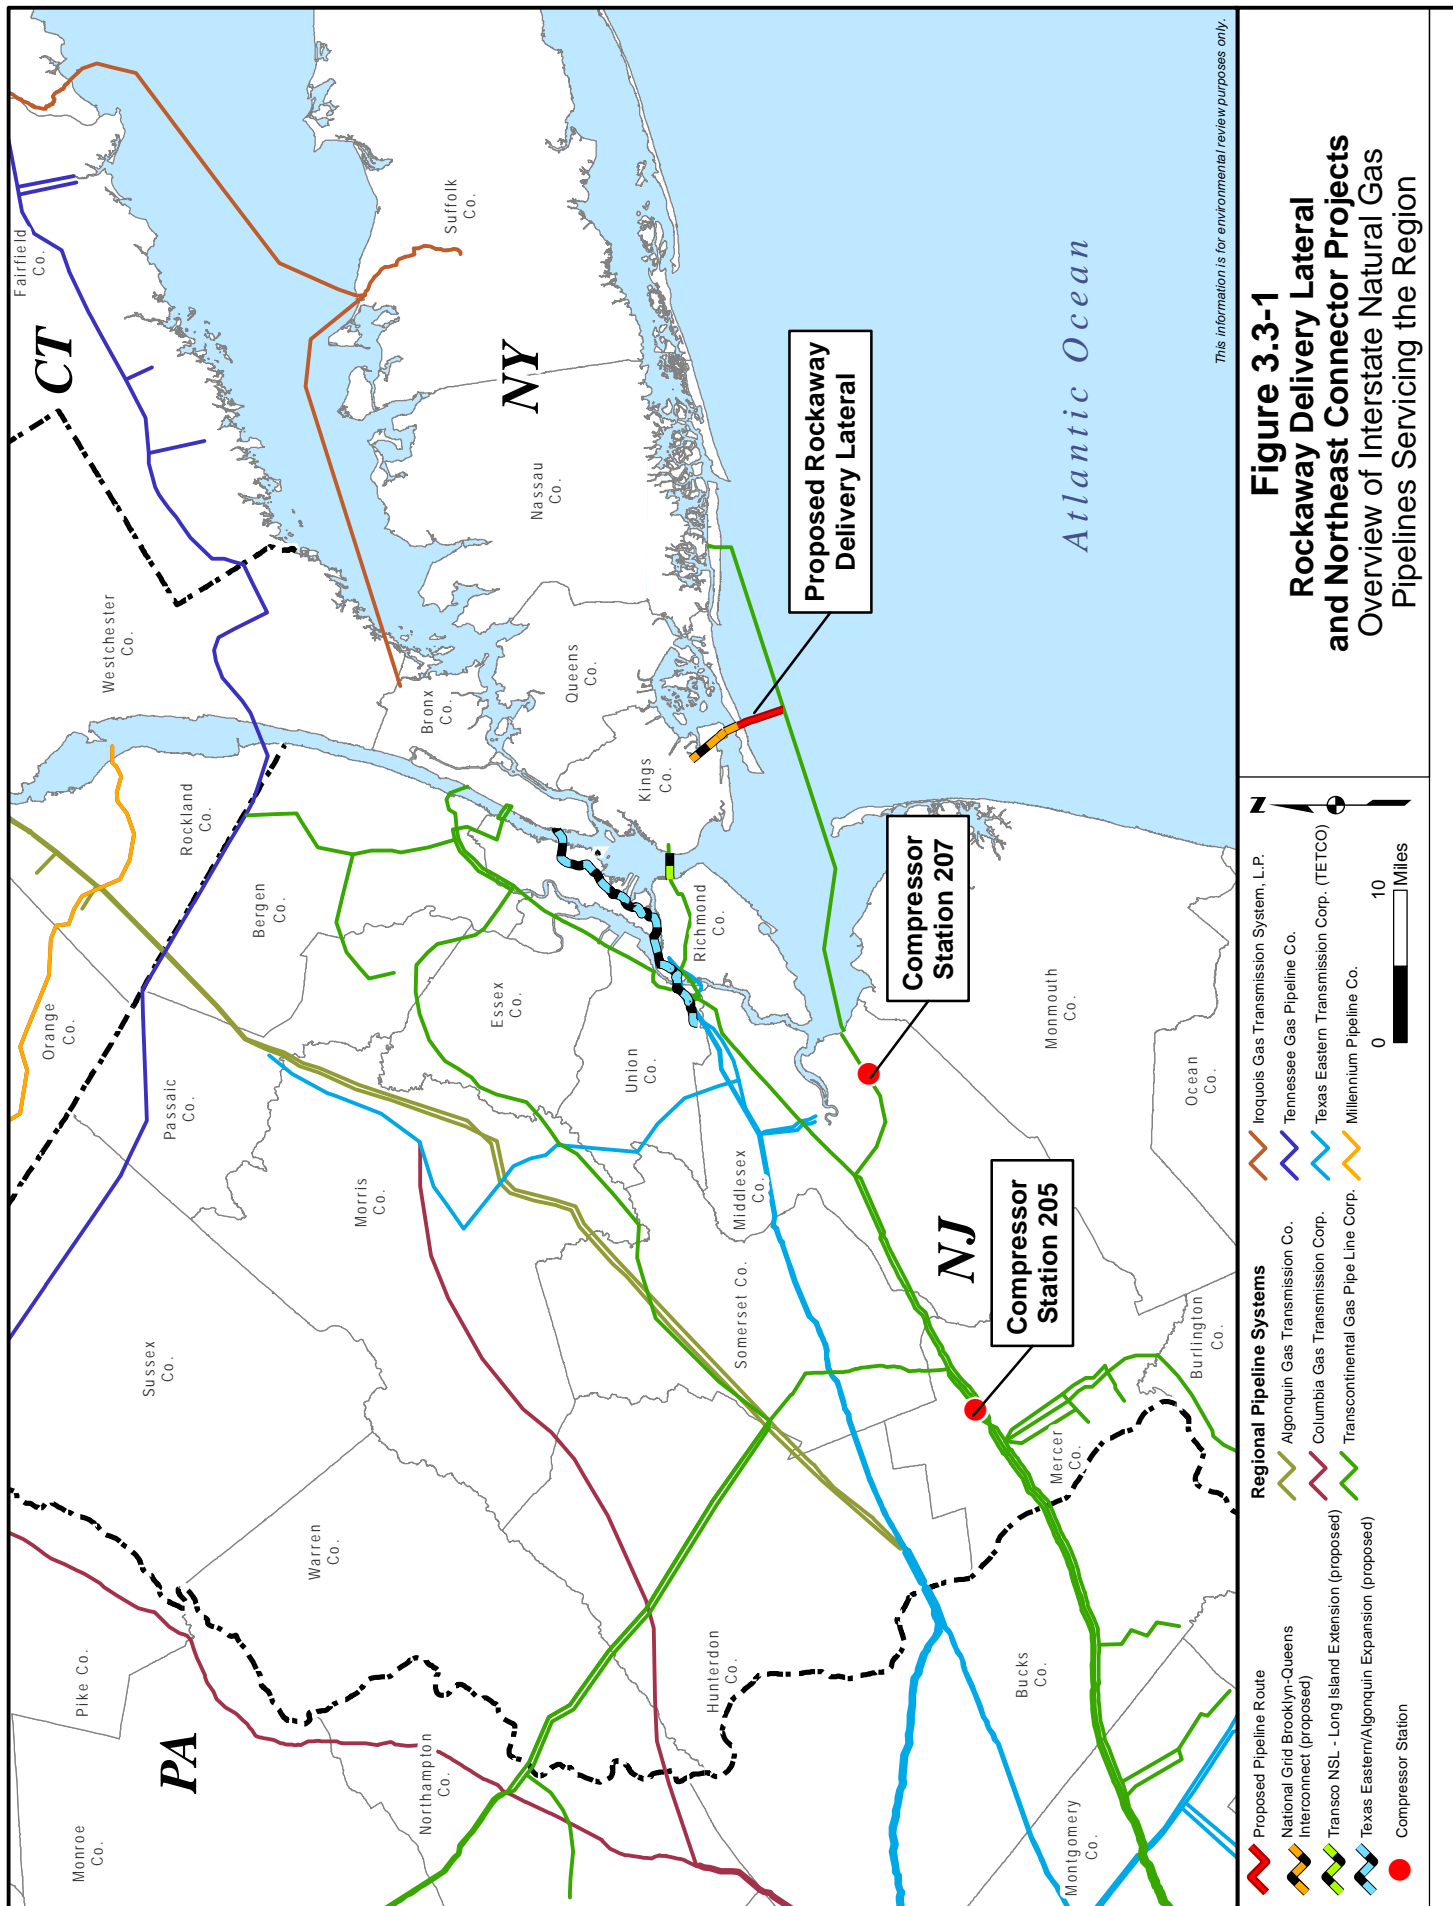 CT
NY
NJ
PA
Fairfield
Co.
Suffolk
Co.
Westchester
Co.
Nassau
Co.
Rockland
Co.
Bronx
Co.
Queens
Co.
Kings
Co.
Orange
Co.
Bergen
Co.
Passaic
Co.
Essex
Co.
Richmond
Co.
Union
Co.
Morris
Co.
Middlesex
Co.
Monmouth
Co.
Ocean
Co.
Sussex
Co.
Somerset Co.
Burlington
Co.
Mercer
Co.
Warren
Co.
Hunterdon
Co.
Pike Co.
Monroe
Co.
Northampton
Co.
Bucks
Co.
Montgomery
Co.
Atlantic Ocean
Proposed Rockaway
Delivery Lateral
Compressor
Station 207
Compressor
Station 205
This information is for environmental review purposes only.
Proposed Pipeline Route
National Grid Brooklyn-Queens
Interconnect (proposed)
Transco NSL - Long Island Extension (proposed)
Texas Eastern/Algonquin Expansion (proposed)
Compressor Station
Regional Pipeline Systems
Algonquin Gas Transmission Co.
Columbia Gas Transmission Corp.
Transcontinental Gas Pipe Line Corp.
Iroquois Gas Transmission System, L.P.
Tennessee Gas Pipeline Co.
Texas Eastern Transmission Corp. (TETCO)
Millennium Pipeline Co.
N
0 10
Miles
Figure 3.3-1
Rockaway Delivery Lateral
and Northeast Connector Projects
Overview of Interstate Natural Gas
Pipelines Servicing the Region